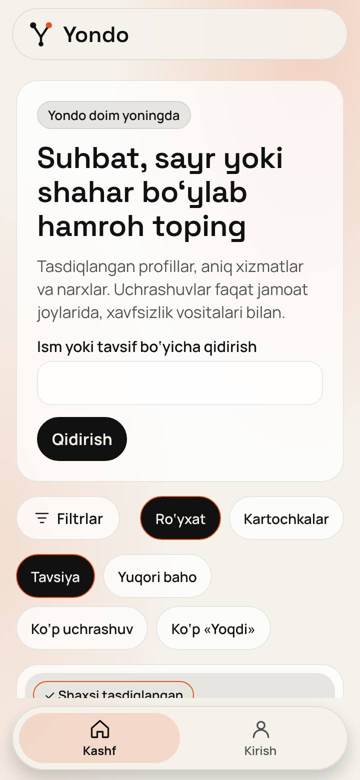 Yondo
Yondo doim yoningda
Suhbat, sayr yoki
shahar bo‘ylab
hamroh toping
Tasdiqlangan profillar, aniq xizmatlar
va narxlar. Uchrashuvlar faqat jamoat
joylarida, xavfsizlik vositalari bilan.
Ism yoki tavsif bo‘yicha qidirish
Qidirish
Filtrlar
Ro‘yxat
Kartochkalar
Tavsiya
Yuqori baho
Ko‘p uchrashuv
Ko‘p «Yoqdi»
✓ Shaxsi tasdiqlangan
Kashf
Kirish